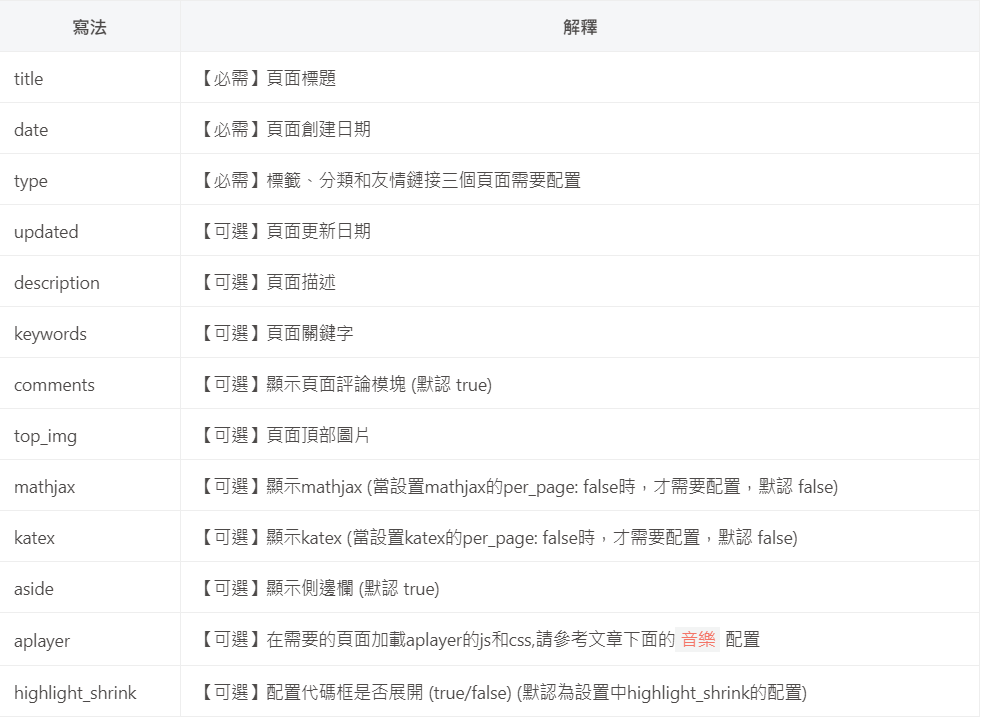 寫法 解釋
title 【必需】頁面標題
date 【必需】頁面創建日期
type 【必需】標籤、分類和友情鏈接三個頁面需要配置
updated 【可選】頁面更新日期
description 【可選】頁面描述
keywords 【可選】頁面關鍵字
comments 【可選】顯示頁面評論模塊 (默認 true)
top_img 【可選】頁面頂部圖片
mathjax 【可選】顯示mathjax (當設置mathjax的per_page: false時，才需要配置，默認 false)
katex 【可選】顯示katex (當設置katex的per_page: false時，才需要配置，默認 false)
aside 【可選】顯示側邊欄 (默認 true)
aplayer 【可選】在需要的頁面加載aplayer的js和css,請參考文章下面的 音樂 配置
highlight_shrink 【可選】配置代碼框是否展開 (true/false) (默認為設置中highlight_shrink的配置)